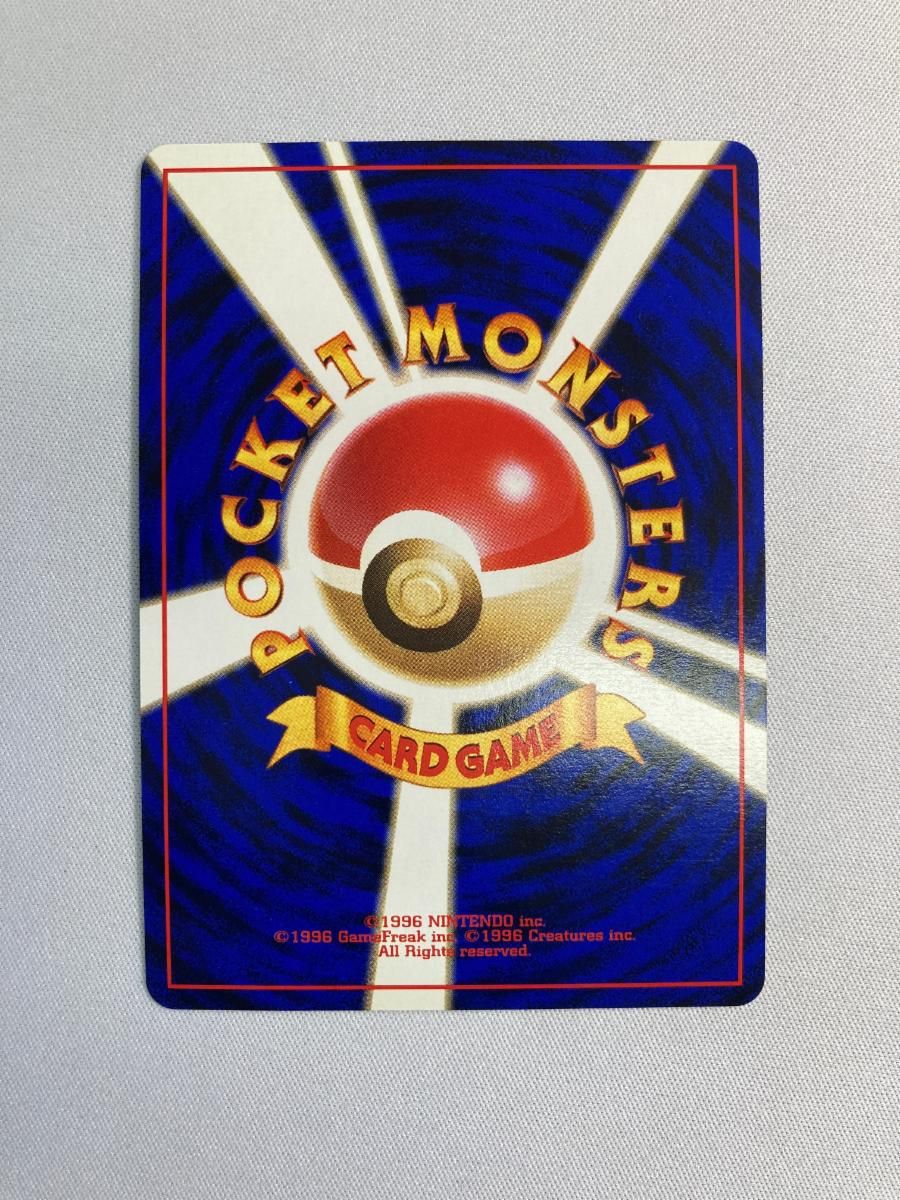 POCKET MONSTERS
CARD GAME
©1996 NINTENDO inc.
©1996 GameFreak inc. ©1996 Creatures inc.
All Rights reserved.